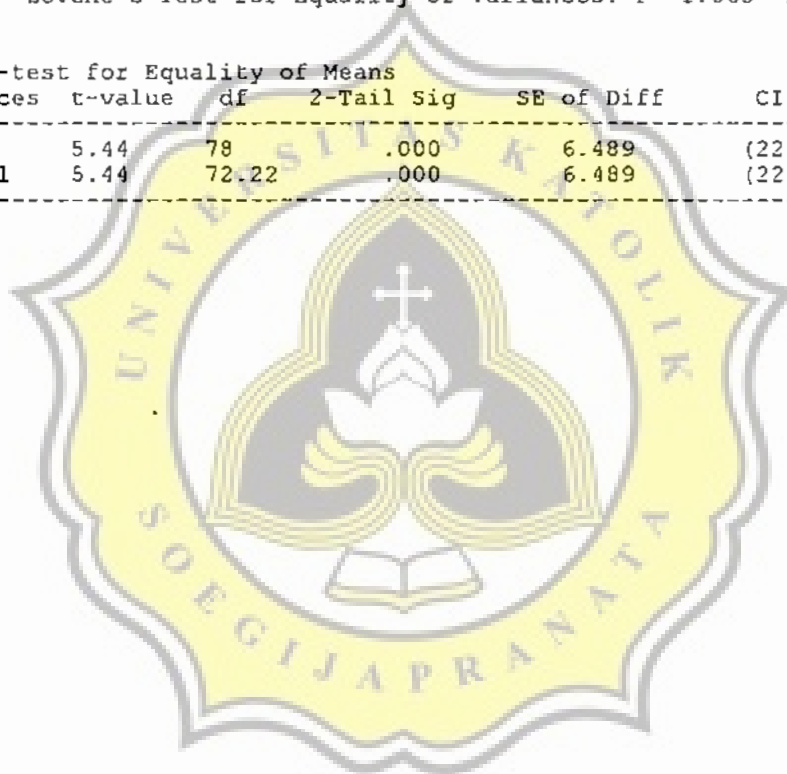 -test for Equality of Means
ces t-value df 2-Tail Sig SE of Diff CI
5.44 78 .000 6.489 (22
l 5.44 72.22 .000 6.489 (22
UNIVERSITAS KATOLIK
SOEGIJAPRANATA